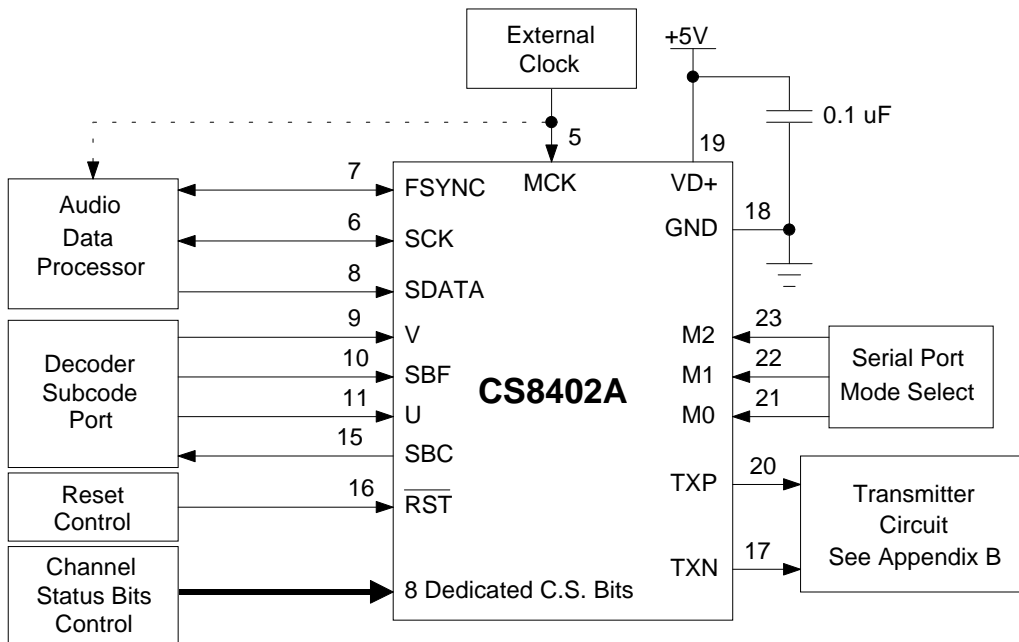 External
Clock
+5V
0.1 uF
5
19
7
FSYNC
MCK
VD+
Audio
Data
Processor
18
GND
6
SCK
8
SDATA
9
V
23
M2
Decoder
Subcode
Port
10
SBF
CS8402A
22
M1
Serial Port
Mode Select
11
U
21
M0
15
SBC
20
TXP
Reset
Control
16
RST
Transmitter
Circuit
See Appendix B
17
TXN
Channel
Status Bits
Control
8 Dedicated C.S. Bits